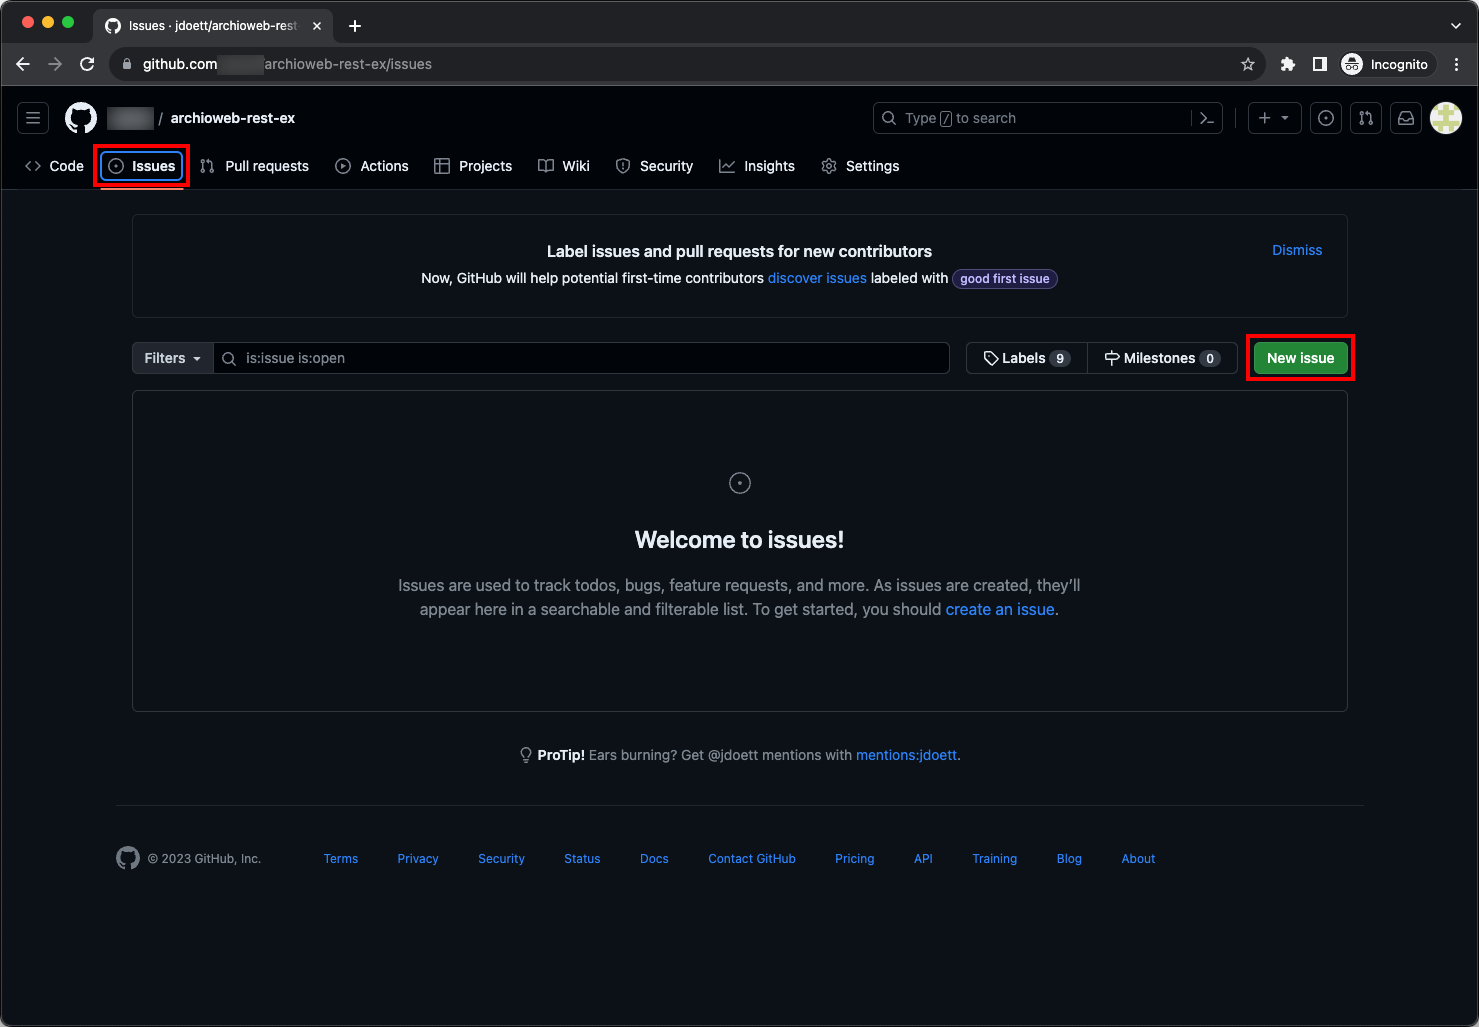 Issues · jdoett/archioweb-rest-
github.com archioweb-rest-ex/issues
Incognito
/ archioweb-rest-ex
Type / to search
Code Issues Pull requests Actions Projects Wiki Security Insights Settings
Label issues and pull requests for new contributors
Dismiss
Now, GitHub will help potential first-time contributors discover issues labeled with good first issue
Filters is:issue is:open Labels 9 Milestones 0 New issue
Welcome to issues!
Issues are used to track todos, bugs, feature requests, and more. As issues are created, they’ll
appear here in a searchable and filterable list. To get started, you should create an issue.
ProTip! Ears burning? Get @jdoett mentions with mentions:jdoett.
© 2023 GitHub, Inc. Terms Privacy Security Status Docs Contact GitHub Pricing API Training Blog About